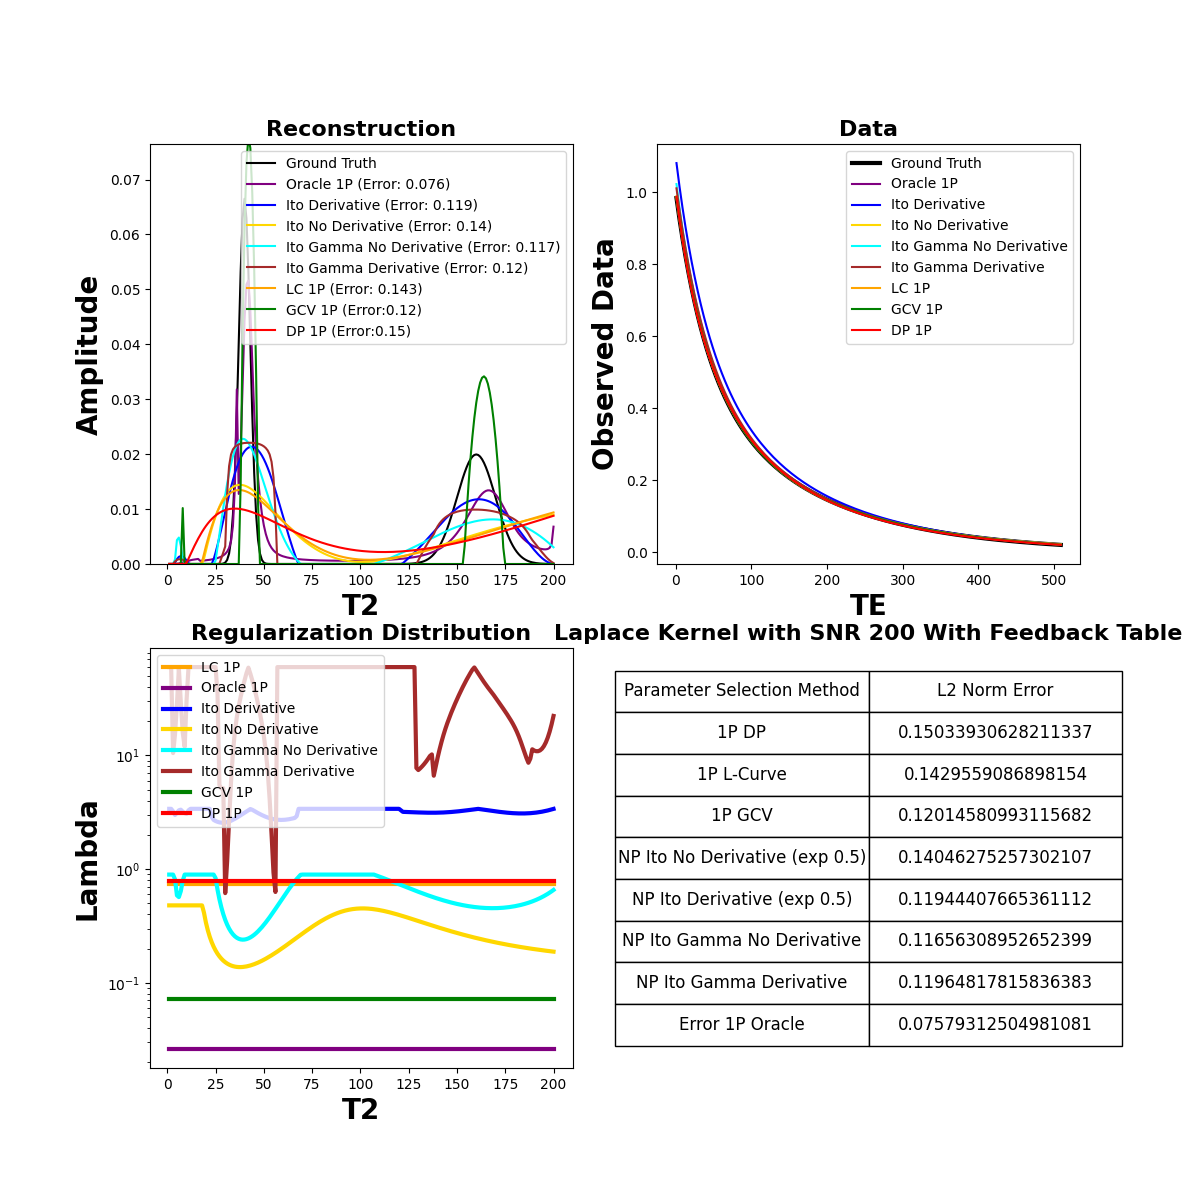 Reconstruction
Amplitude
0.07
0.06
0.05
0.04
0.03
0.02
0.01
0.00
Ground Truth
Oracle 1P (Error: 0.076)
Ito Derivative (Error: 0.119)
Ito No Derivative (Error: 0.14)
Ito Gamma No Derivative (Error: 0.117)
Ito Gamma Derivative (Error: 0.12)
LC 1P (Error: 0.143)
GCV 1P (Error:0.12)
DP 1P (Error:0.15)
0 25 50 75 100 125 150 175 200
T2
Data
Observed Data
1.0
0.8
0.6
0.4
0.2
0.0
Ground Truth
Oracle 1P
Ito Derivative
Ito No Derivative
Ito Gamma No Derivative
Ito Gamma Derivative
LC 1P
GCV 1P
DP 1P
0 100 200 300 400 500
TE
Regularization Distribution
Lambda
10^1
10^0
10^-1
LC 1P
Oracle 1P
Ito Derivative
Ito No Derivative
Ito Gamma No Derivative
Ito Gamma Derivative
GCV 1P
DP 1P
0 25 50 75 100 125 150 175 200
T2
Laplace Kernel with SNR 200 With Feedback Table
Parameter Selection Method L2 Norm Error
1P DP 0.15033930628211337
1P L-Curve 0.1429559086898154
1P GCV 0.12014580993115682
NP Ito No Derivative (exp 0.5) 0.14046275257302107
NP Ito Derivative (exp 0.5) 0.11944407665361112
NP Ito Gamma No Derivative 0.11656308952652399
NP Ito Gamma Derivative 0.11964817815836383
Error 1P Oracle 0.07579312504981081